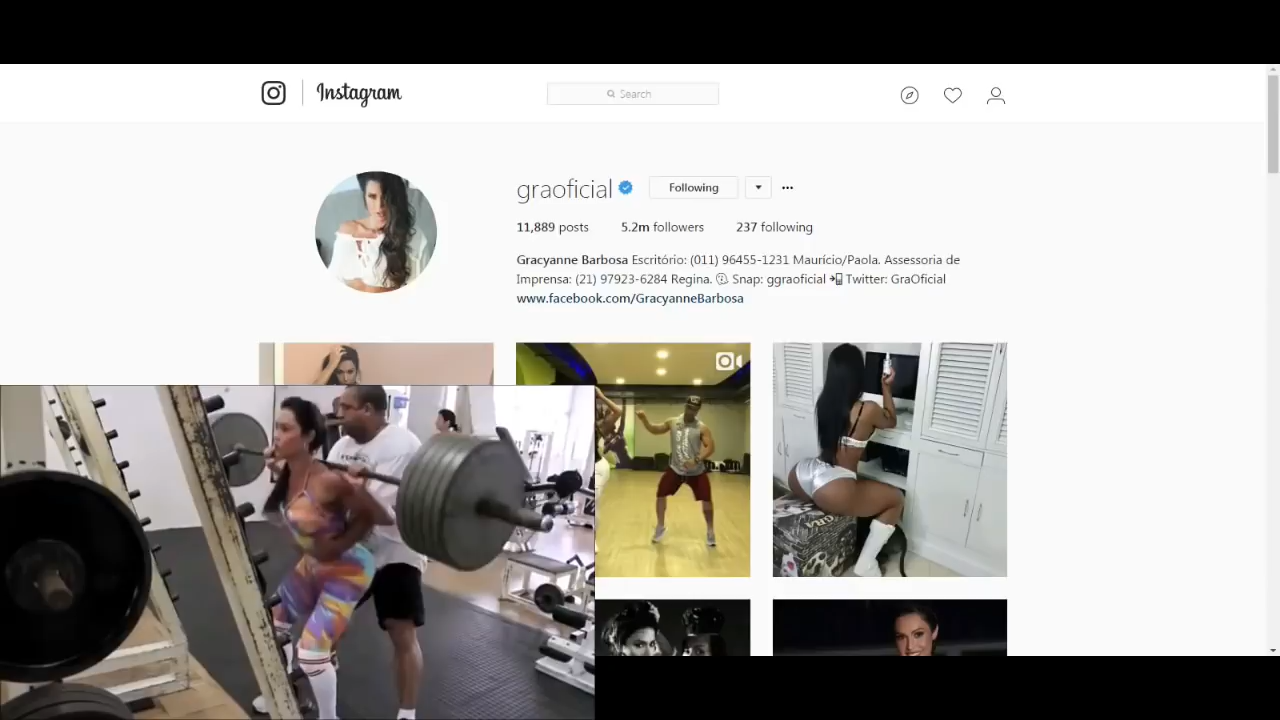 Instagram
Search
graoficial
Following
11,889 posts 5.2m followers 237 following
Gracyanne Barbosa Escritório: (011) 96455-1231 Maurício/Paola. Assessoria de
Imprensa: (21) 97923-6284 Regina. Snap: ggraoficial Twitter: GraOficial
www.facebook.com/GracyanneBarbosa